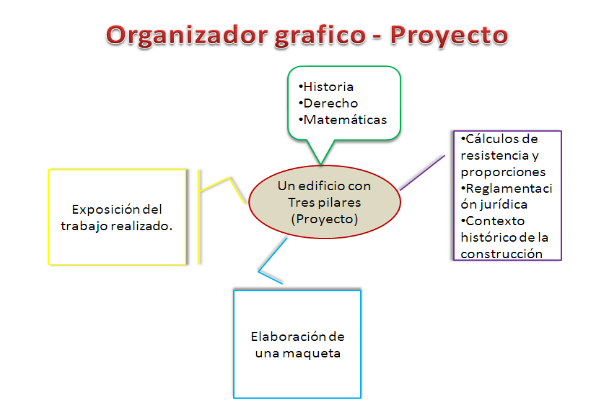 Organizador grafico - Proyecto
•Historia
•Derecho
•Matemáticas
•Cálculos de
resistencia y
proporciones
•Reglamentaci
ón jurídica
•Contexto
histórico de la
construcción
Un edificio con
Tres pilares
(Proyecto)
Exposición del
trabajo realizado.
Elaboración de
una maqueta